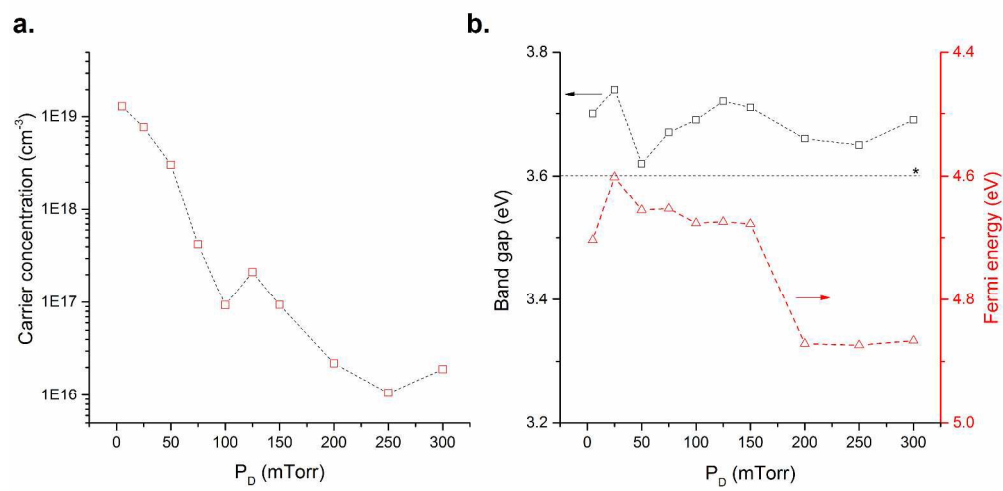 a.
Carrier concentration (cm-3)
1E19
1E18
1E17
1E16
0 50 100 150 200 250 300
PD (mTorr)
b.
Band gap (eV)
3.8
3.6
3.4
3.2
*
4.4
4.6
4.8
5.0
Fermi energy (eV)
0 50 100 150 200 250 300
PD (mTorr)